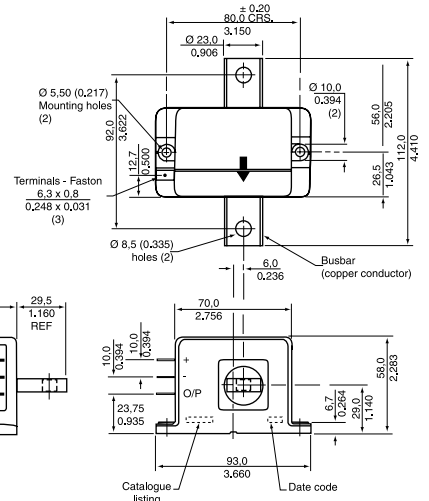 ± 0.20
80,0 CRS.
3.150
Ø 23,0
0.906
Ø 5,50 (0.217)
Mounting holes
(2)
Ø 10,0
0.394
(2)
92,0
3.622
56,0
2.205
112,0
4.410
12,7
0.500
26,5
1.043
Terminals - Faston
6,3 x 0,8
0.248 x 0.031
(3)
Ø 8,5 (0.335)
holes (2)
6,0
0.236
Busbar
(copper conductor)
29,5
1.160
REF
70,0
2.756
10,0
0.394
10,0
0.394
+
-
O/P
58,0
2.283
23,75
0.935
6,7
0.264
29,0
1.140
93,0
3.660
Catalogue
listing
Date code